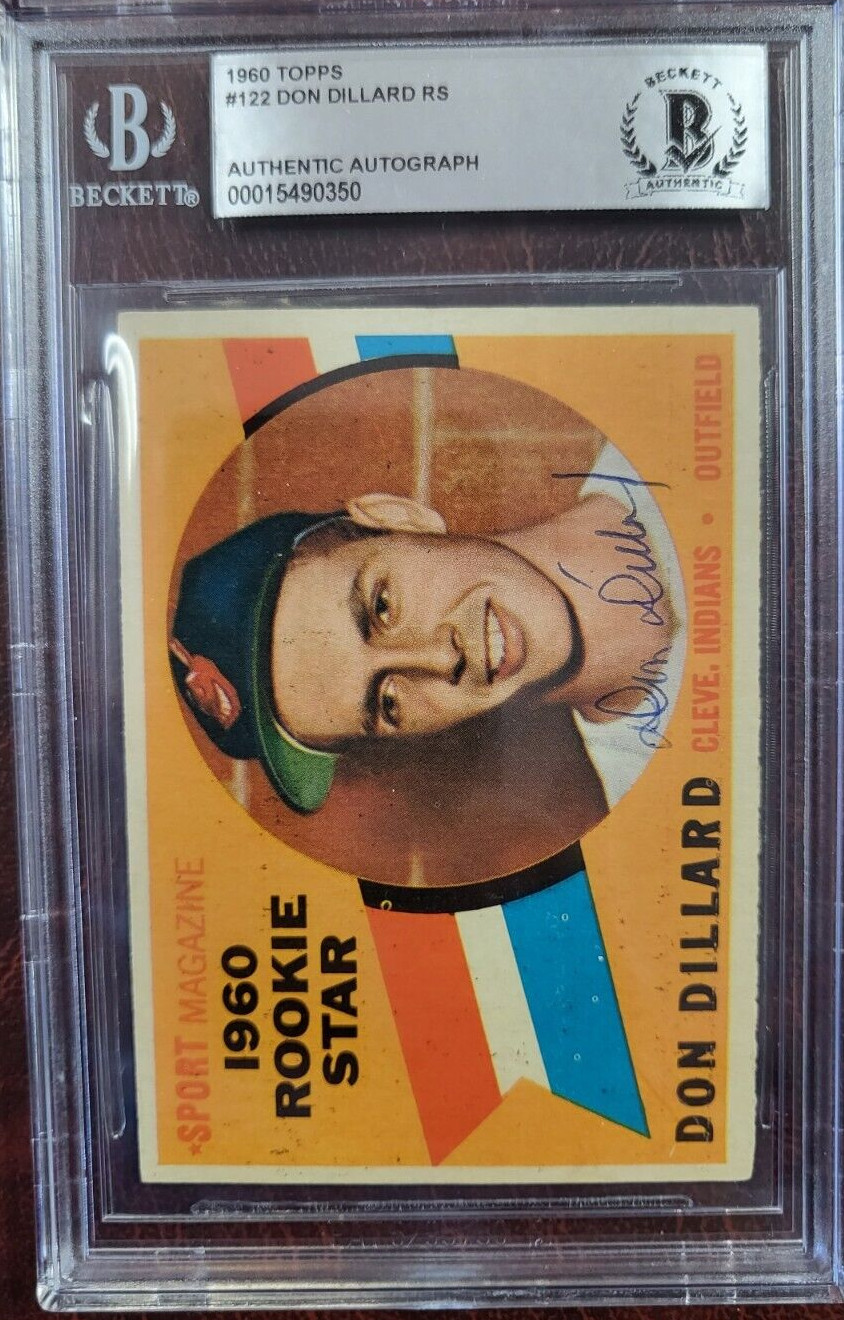 B
BECKETT®
1960 TOPPS
#122 DON DILLARD RS
AUTHENTIC AUTOGRAPH
00015490350
BECKETT
B
AUTHENTIC
★SPORT MAGAZINE
1960
ROOKIE
STAR
Don Dillard
DON DILLARD CLEVE. INDIANS • OUTFIELD